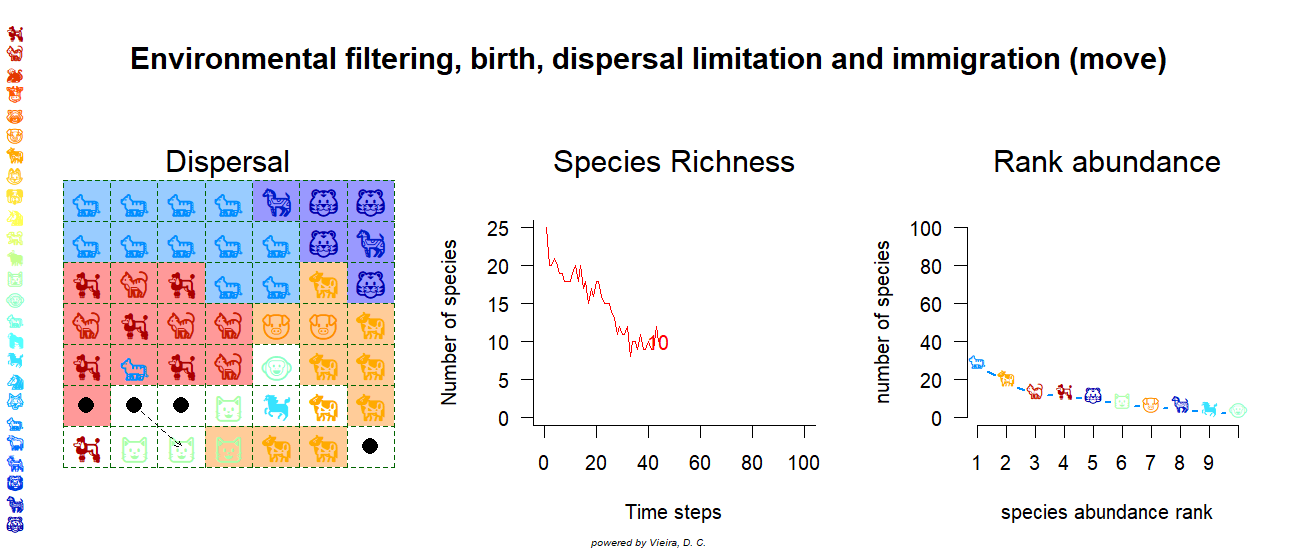 Environmental filtering, birth, dispersal limitation and immigration (move)
Dispersal
Species Richness
Rank abundance
Number of species
25
20
15
10
5
0
10
0 20 40 60 80 100
Time steps
number of species
100
80
60
40
20
0
1 2 3 4 5 6 7 8 9
species abundance rank
powered by Vieira, D. C.